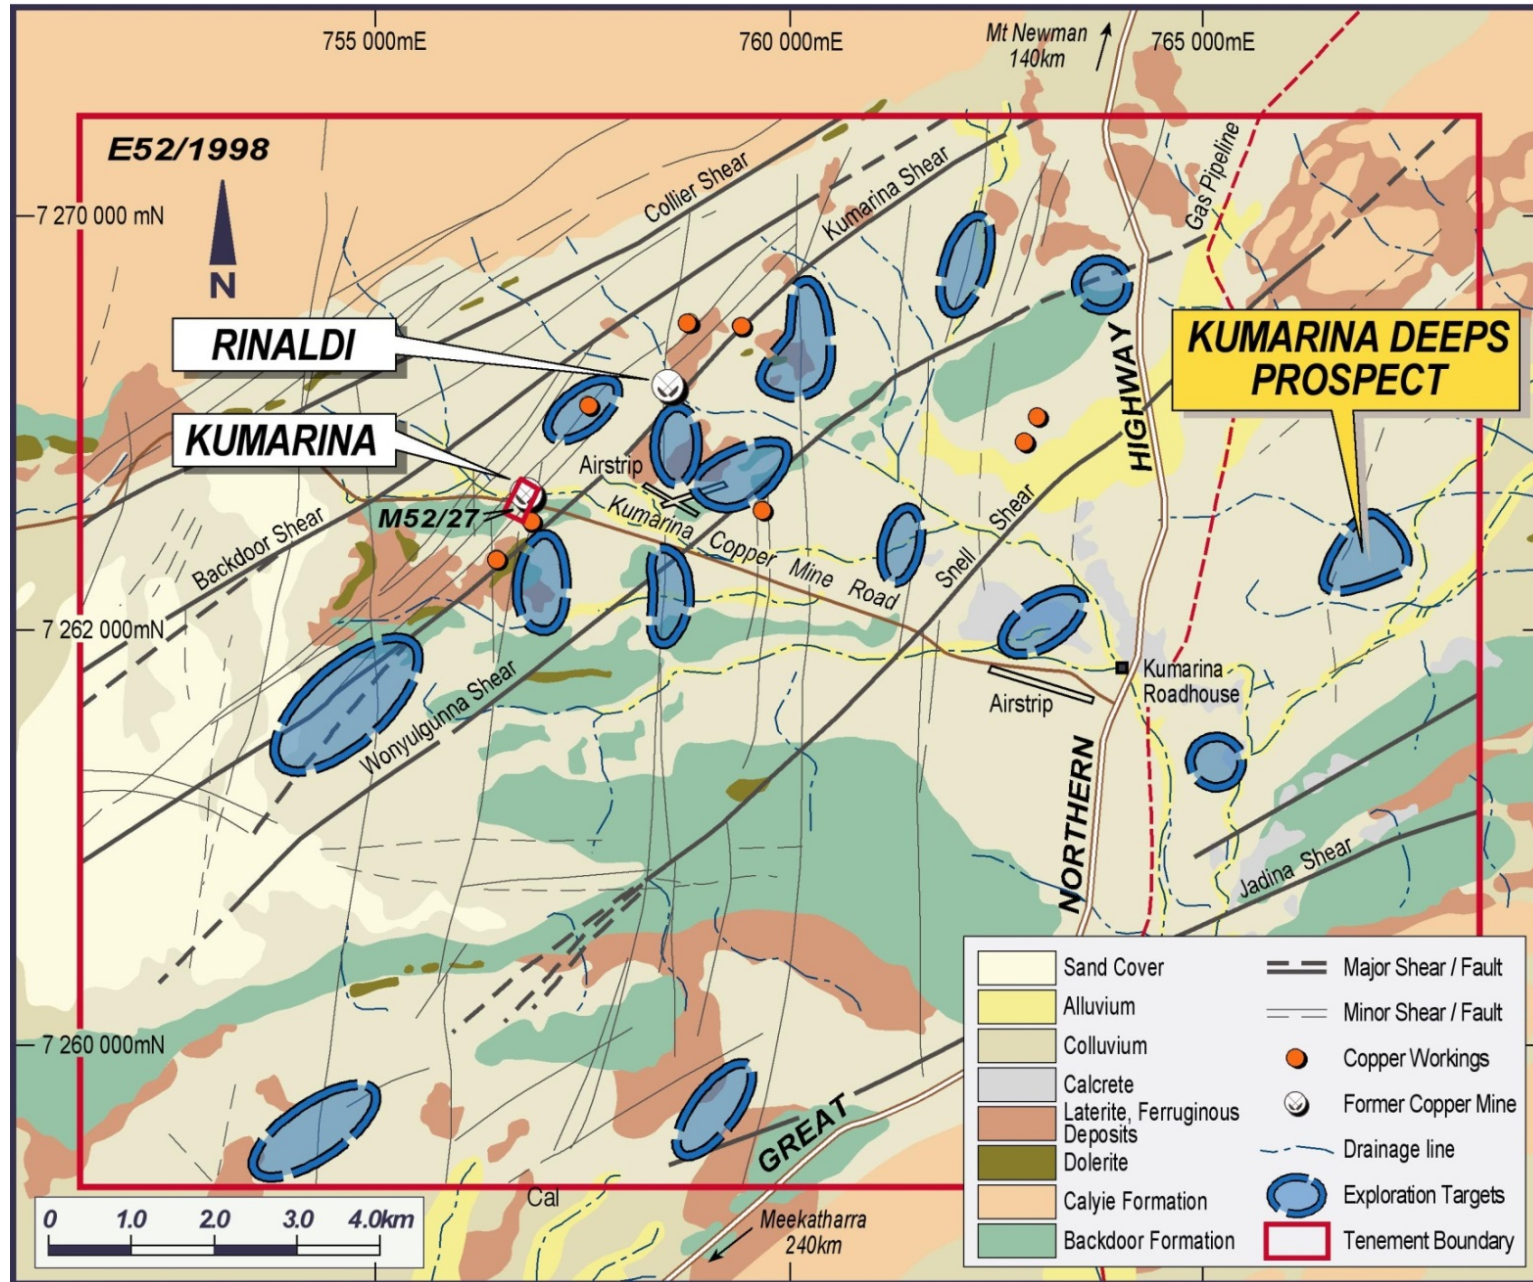 755 000mE
760 000mE
Mt Newman
140km
765 000mE
E52/1998
7 270 000 mN
N
Collier Shear
Kumarina Shear
Gas Pipeline
RINALDI
KUMARINA
KUMARINA DEEPS
PROSPECT
HIGHWAY
Airstrip
M52/27
Kumarina Copper Mine Road
Backdoor Shear
Snell Shear
7 262 000mN
Wonyulgunna Shear
Kumarina
Roadhouse
Airstrip
NORTHERN
Jadina Shear
7 260 000mN
GREAT
Cal
Meekatharra
240km
0 1.0 2.0 3.0 4.0km
Sand Cover
Alluvium
Colluvium
Calcrete
Laterite, Ferruginous
Deposits
Dolerite
Calyie Formation
Backdoor Formation
Major Shear / Fault
Minor Shear / Fault
Copper Workings
Former Copper Mine
Drainage line
Exploration Targets
Tenement Boundary